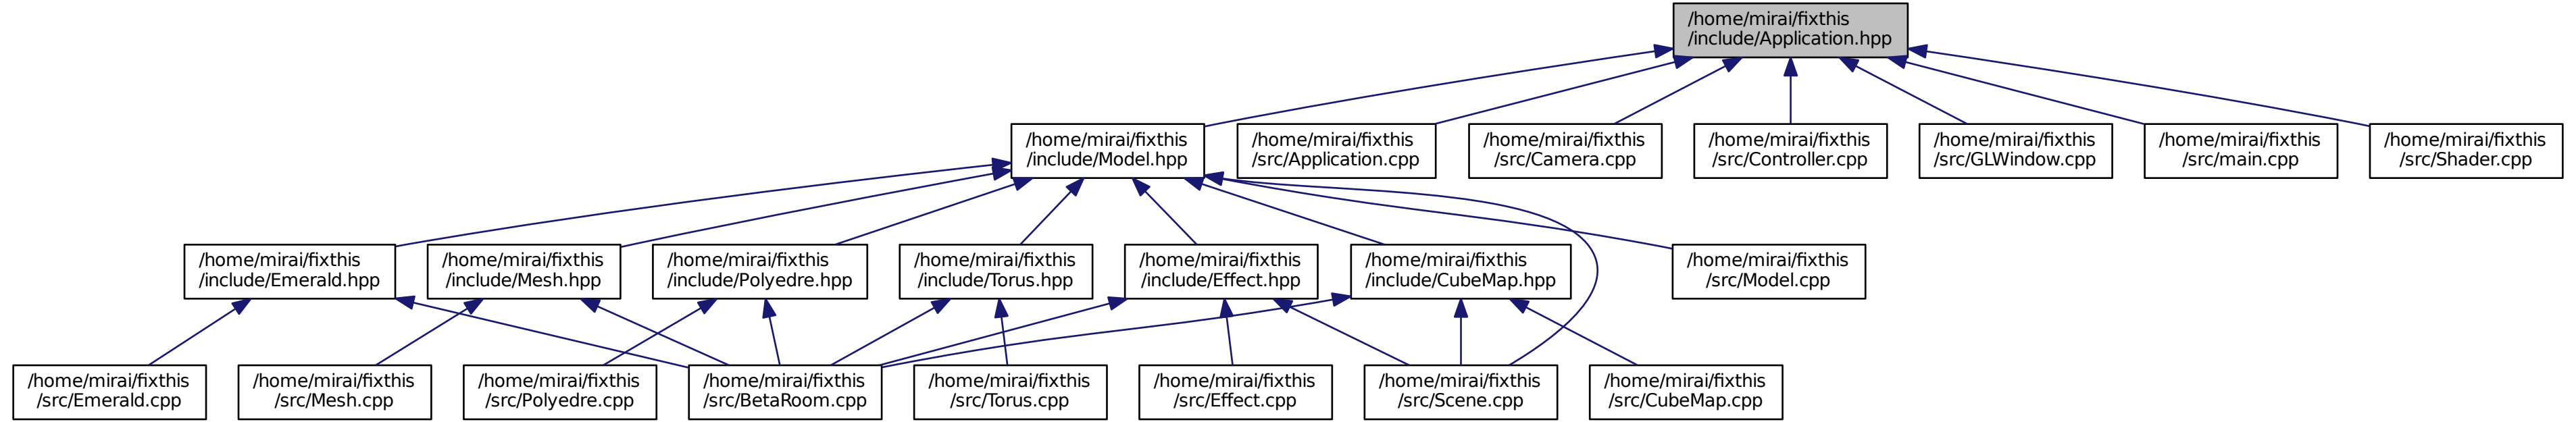 /home/mirai/fixthis
/include/Application.hpp
/home/mirai/fixthis
/include/Model.hpp
/home/mirai/fixthis
/src/Application.cpp
/home/mirai/fixthis
/src/Camera.cpp
/home/mirai/fixthis
/src/Controller.cpp
/home/mirai/fixthis
/src/GLWindow.cpp
/home/mirai/fixthis
/src/main.cpp
/home/mirai/fixthis
/src/Shader.cpp
/home/mirai/fixthis
/include/Emerald.hpp
/home/mirai/fixthis
/include/Mesh.hpp
/home/mirai/fixthis
/include/Polyedre.hpp
/home/mirai/fixthis
/include/Torus.hpp
/home/mirai/fixthis
/include/Effect.hpp
/home/mirai/fixthis
/include/CubeMap.hpp
/home/mirai/fixthis
/src/Model.cpp
/home/mirai/fixthis
/src/Emerald.cpp
/home/mirai/fixthis
/src/Mesh.cpp
/home/mirai/fixthis
/src/Polyedre.cpp
/home/mirai/fixthis
/src/BetaRoom.cpp
/home/mirai/fixthis
/src/Torus.cpp
/home/mirai/fixthis
/src/Effect.cpp
/home/mirai/fixthis
/src/Scene.cpp
/home/mirai/fixthis
/src/CubeMap.cpp